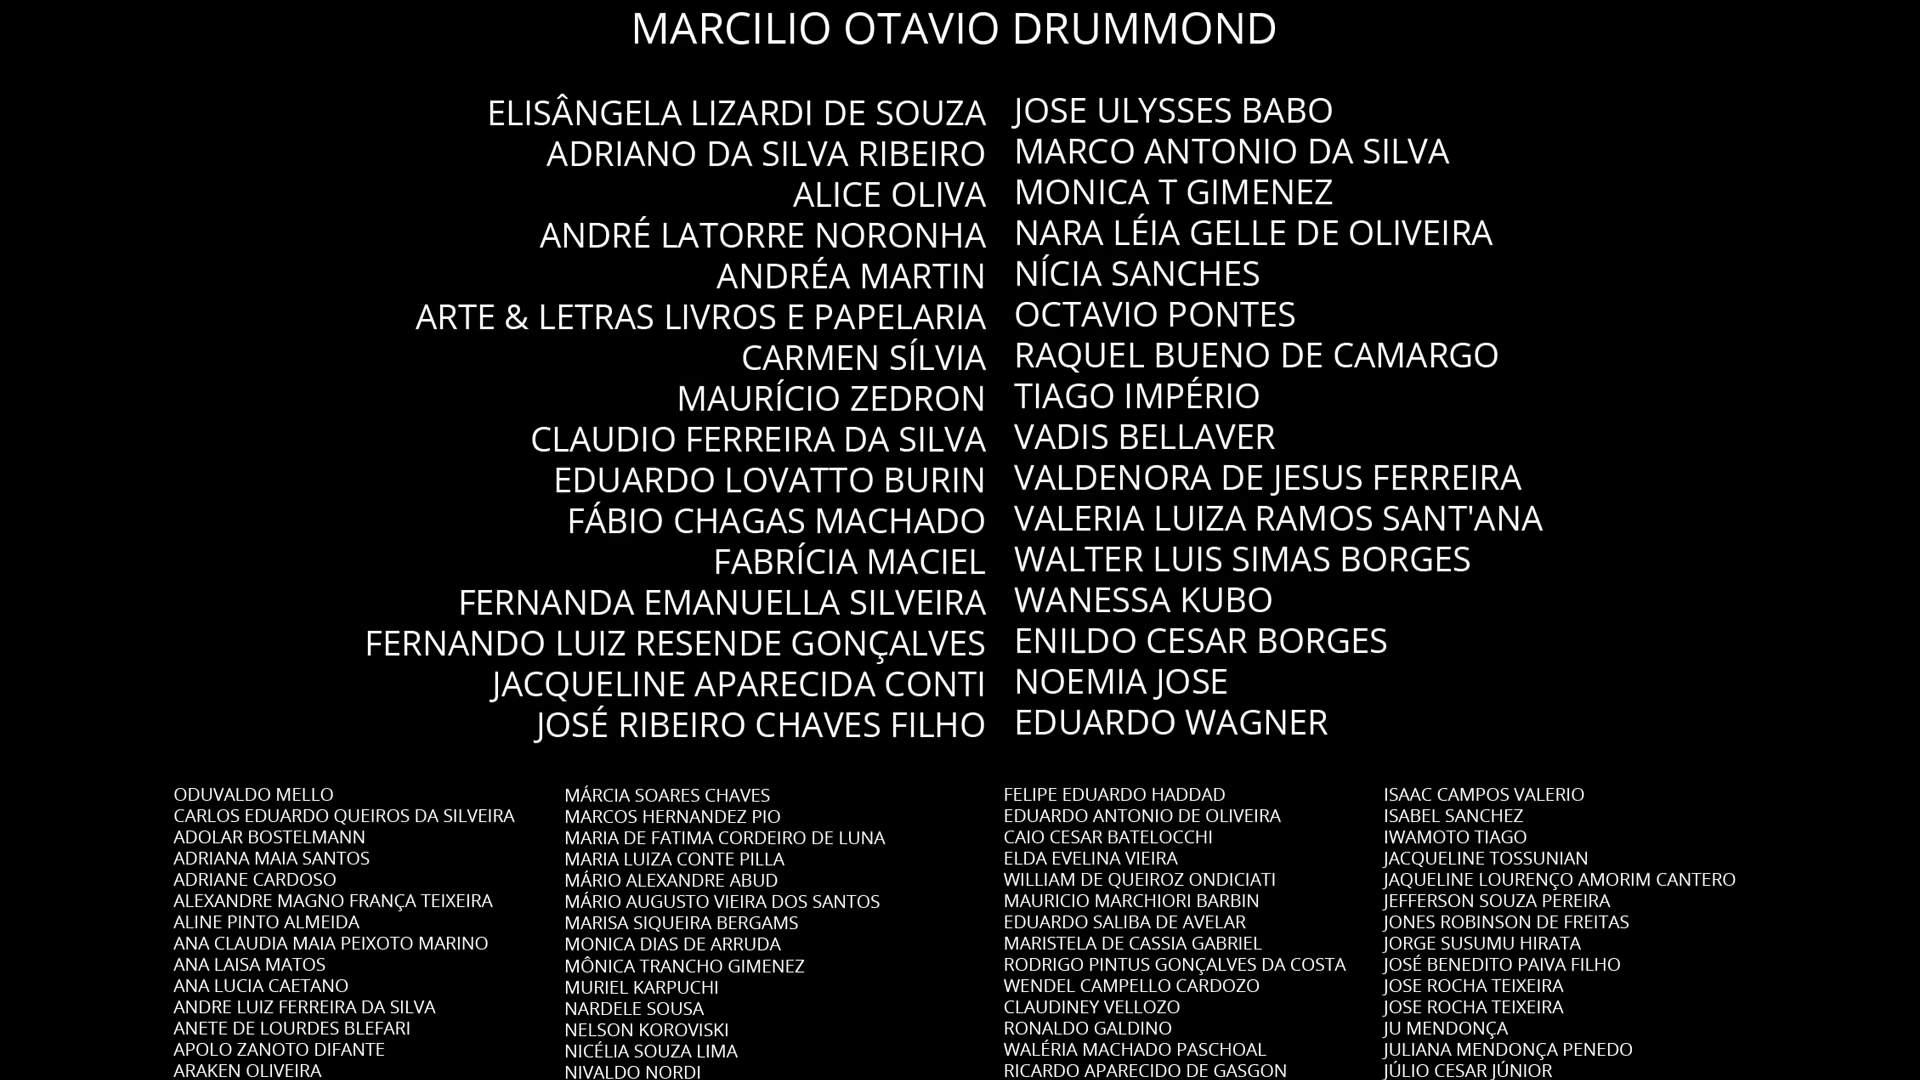 MARCILIO OTAVIO DRUMMOND
ELISÂNGELA LIZARDI DE SOUZA
ADRIANO DA SILVA RIBEIRO
ALICE OLIVA
ANDRÉ LATORRE NORONHA
ANDRÉA MARTIN
ARTE & LETRAS LIVROS E PAPELARIA
CARMEN SÍLVIA
MAURÍCIO ZEDRON
CLAUDIO FERREIRA DA SILVA
EDUARDO LOVATTO BURIN
FÁBIO CHAGAS MACHADO
FABRÍCIA MACIEL
FERNANDA EMANUELLA SILVEIRA
FERNANDO LUIZ RESENDE GONÇALVES
JACQUELINE APARECIDA CONTI
JOSÉ RIBEIRO CHAVES FILHO
JOSE ULYSSES BABO
MARCO ANTONIO DA SILVA
MONICA T GIMENEZ
NARA LÉIA GELLE DE OLIVEIRA
NÍCIA SANCHES
OCTAVIO PONTES
RAQUEL BUENO DE CAMARGO
TIAGO IMPÉRIO
VADIS BELLAVER
VALDENORA DE JESUS FERREIRA
VALERIA LUIZA RAMOS SANT'ANA
WALTER LUIS SIMAS BORGES
WANESSA KUBO
ENILDO CESAR BORGES
NOEMIA JOSE
EDUARDO WAGNER
ODUVALDO MELLO
CARLOS EDUARDO QUEIROS DA SILVEIRA
ADOLAR BOSTELMANN
ADRIANA MAIA SANTOS
ADRIANE CARDOSO
ALEXANDRE MAGNO FRANÇA TEIXEIRA
ALINE PINTO ALMEIDA
ANA CLAUDIA MAIA PEIXOTO MARINO
ANA LAISA MATOS
ANA LUCIA CAETANO
ANDRE LUIZ FERREIRA DA SILVA
ANETE DE LOURDES BLEFARI
APOLO ZANOTO DIFANTE
ARAKEN OLIVEIRA
MÁRCIA SOARES CHAVES
MARCOS HERNANDEZ PIO
MARIA DE FATIMA CORDEIRO DE LUNA
MARIA LUIZA CONTE PILLA
MÁRIO ALEXANDRE ABUD
MÁRIO AUGUSTO VIEIRA DOS SANTOS
MARISA SIQUEIRA BERGAMS
MONICA DIAS DE ARRUDA
MÔNICA TRANCHO GIMENEZ
MURIEL KARPUCHI
NARDELE SOUSA
NELSON KOROVISKI
NICÉLIA SOUZA LIMA
NIVALDO NORDI
FELIPE EDUARDO HADDAD
EDUARDO ANTONIO DE OLIVEIRA
CAIO CESAR BATELOCCHI
ELDA EVELINA VIEIRA
WILLIAM DE QUEIROZ ONDICIATI
MAURICIO MARCHIORI BARBIN
EDUARDO SALIBA DE AVELAR
MARISTELA DE CASSIA GABRIEL
RODRIGO PINTUS GONÇALVES DA COSTA
WENDEL CAMPELLO CARDOZO
CLAUDINEY VELLOZO
RONALDO GALDINO
WALÉRIA MACHADO PASCHOAL
RICARDO APARECIDO DE GASGON
ISAAC CAMPOS VALERIO
ISABEL SANCHEZ
IWAMOTO TIAGO
JACQUELINE TOSSUNIAN
JAQUELINE LOURENÇO AMORIM CANTERO
JEFFERSON SOUZA PEREIRA
JONES ROBINSON DE FREITAS
JORGE SUSUMU HIRATA
JOSÉ BENEDITO PAIVA FILHO
JOSE ROCHA TEIXEIRA
JOSE ROCHA TEIXEIRA
JU MENDONÇA
JULIANA MENDONÇA PENEDO
JÚLIO CESAR JÚNIOR